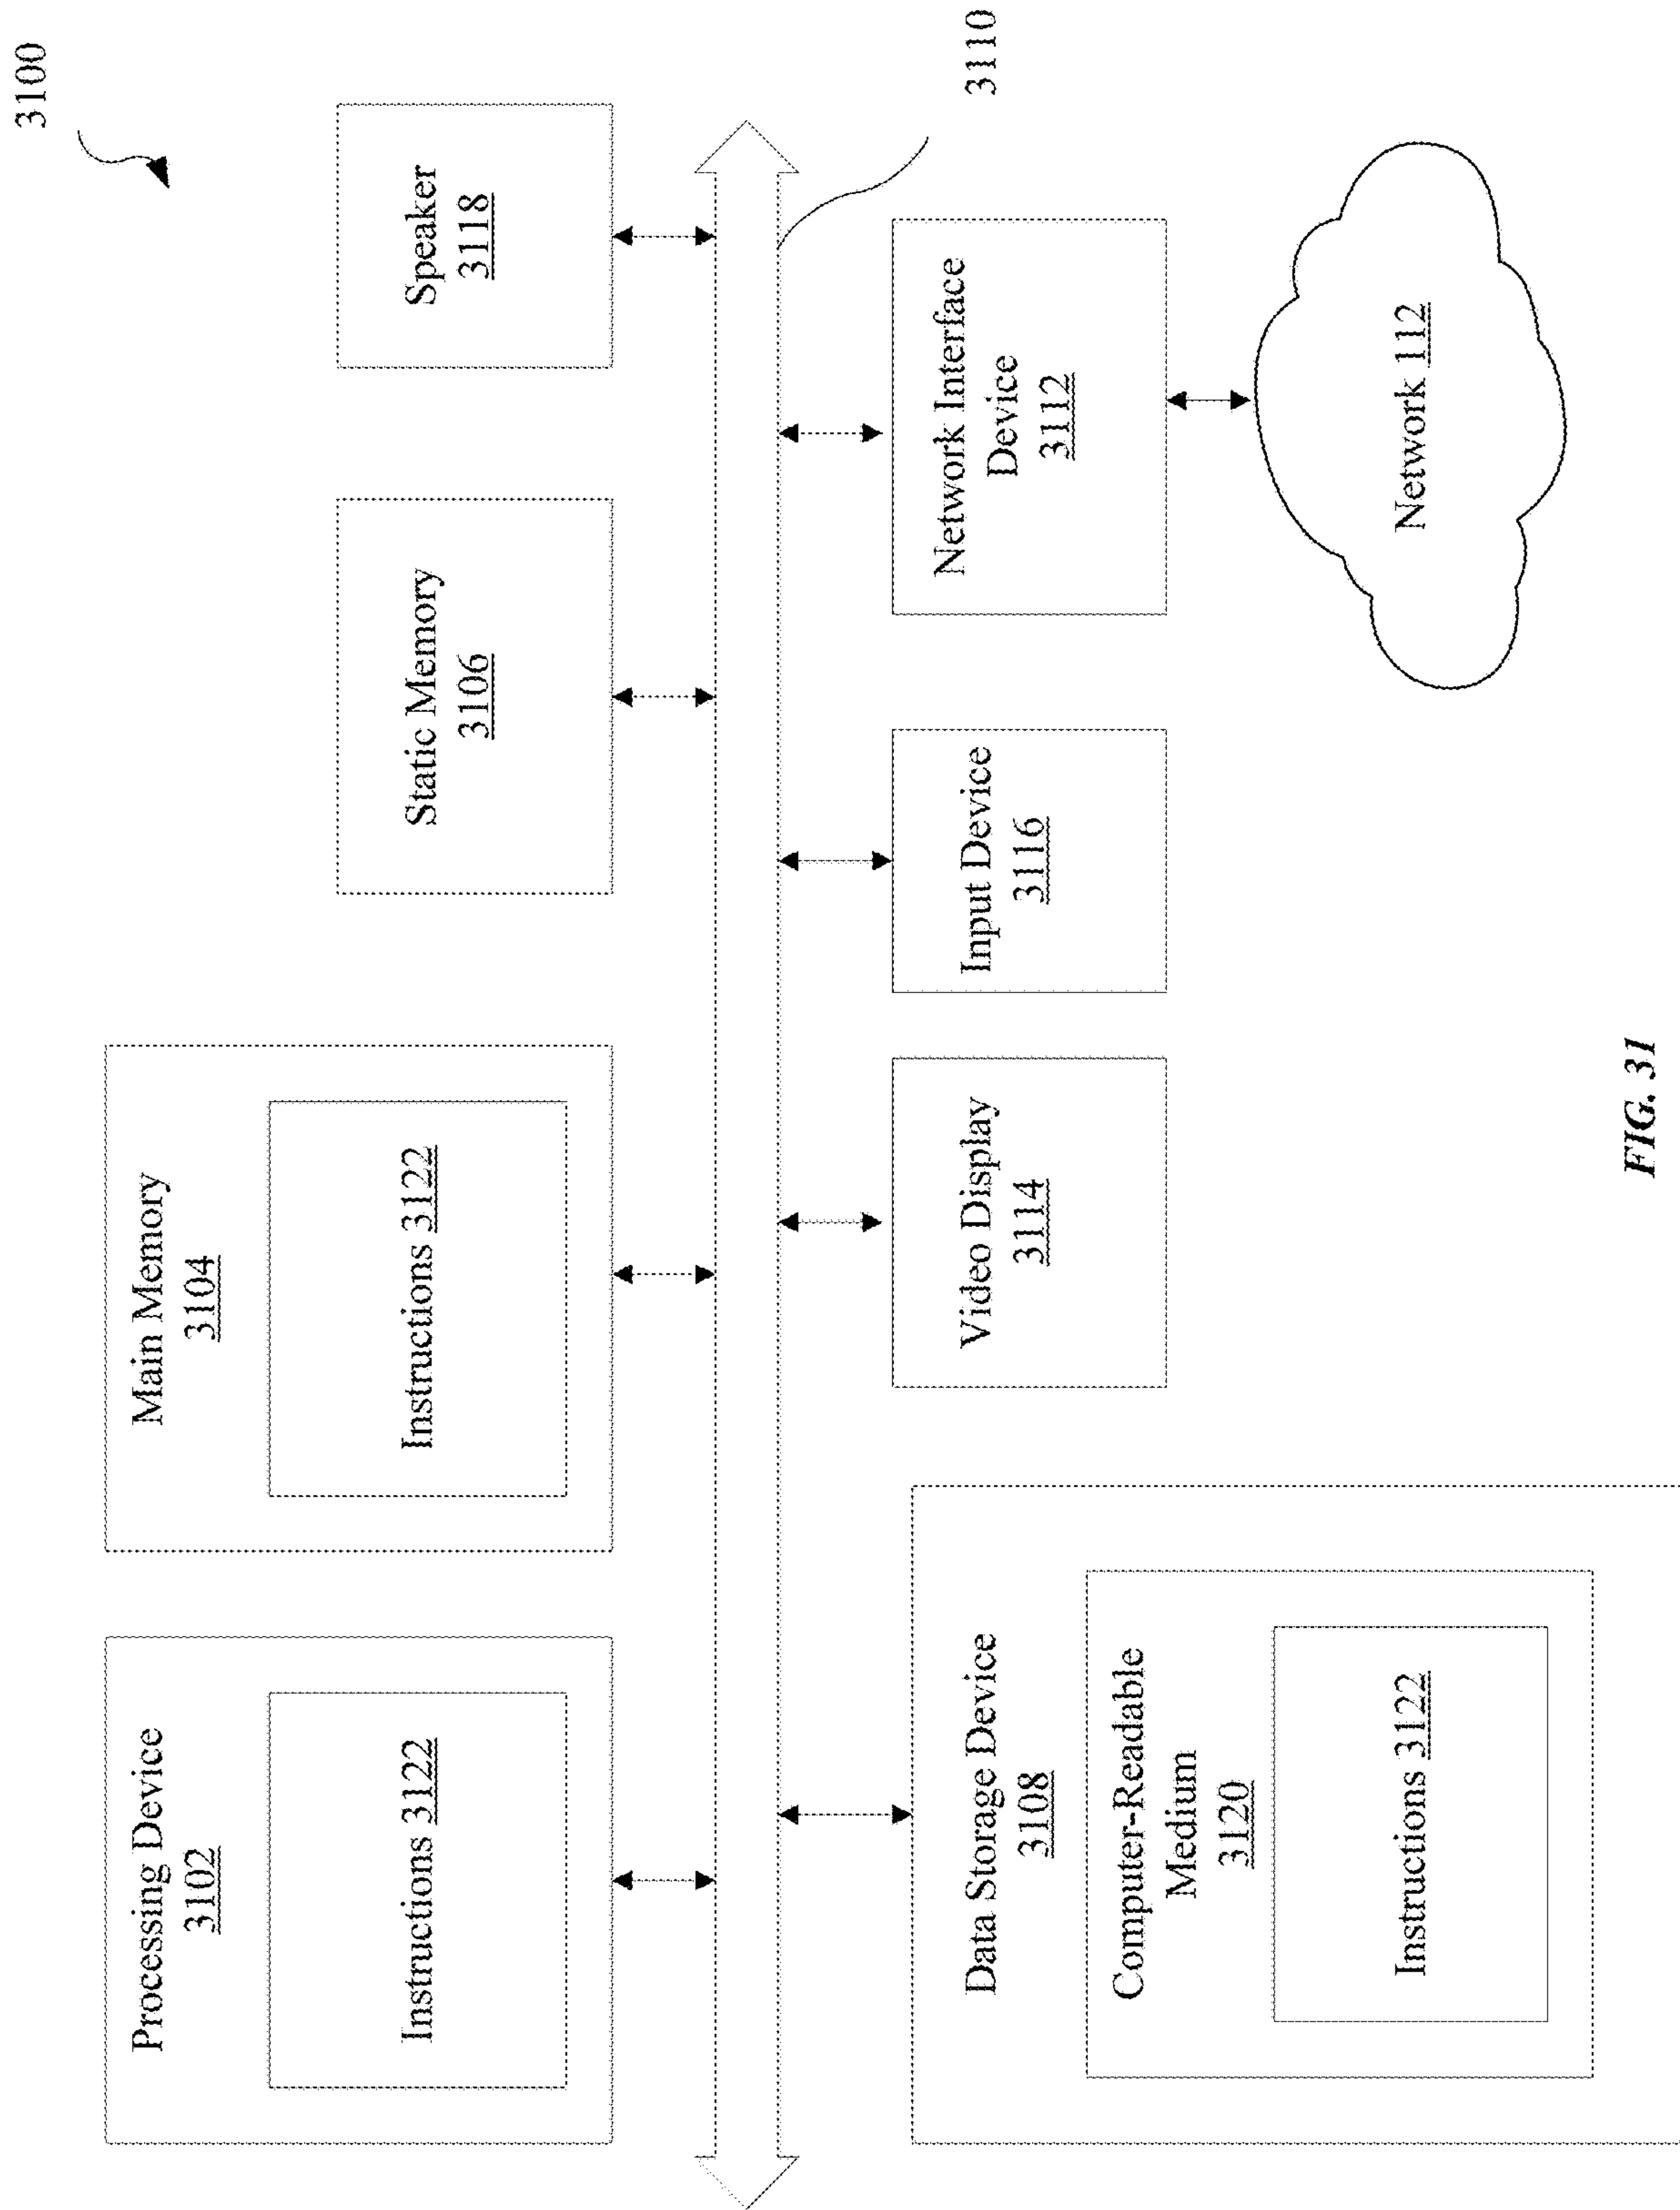 3100
Processing Device
3102
Instructions 3122
Main Memory
3104
Instructions 3122
Static Memory
3106
Speaker
3118
3110
Data Storage Device
3108
Computer-Readable
Medium
3120
Instructions 3122
Video Display
3114
Input Device
3116
Network Interface
Device
3112
Network 112
FIG. 31